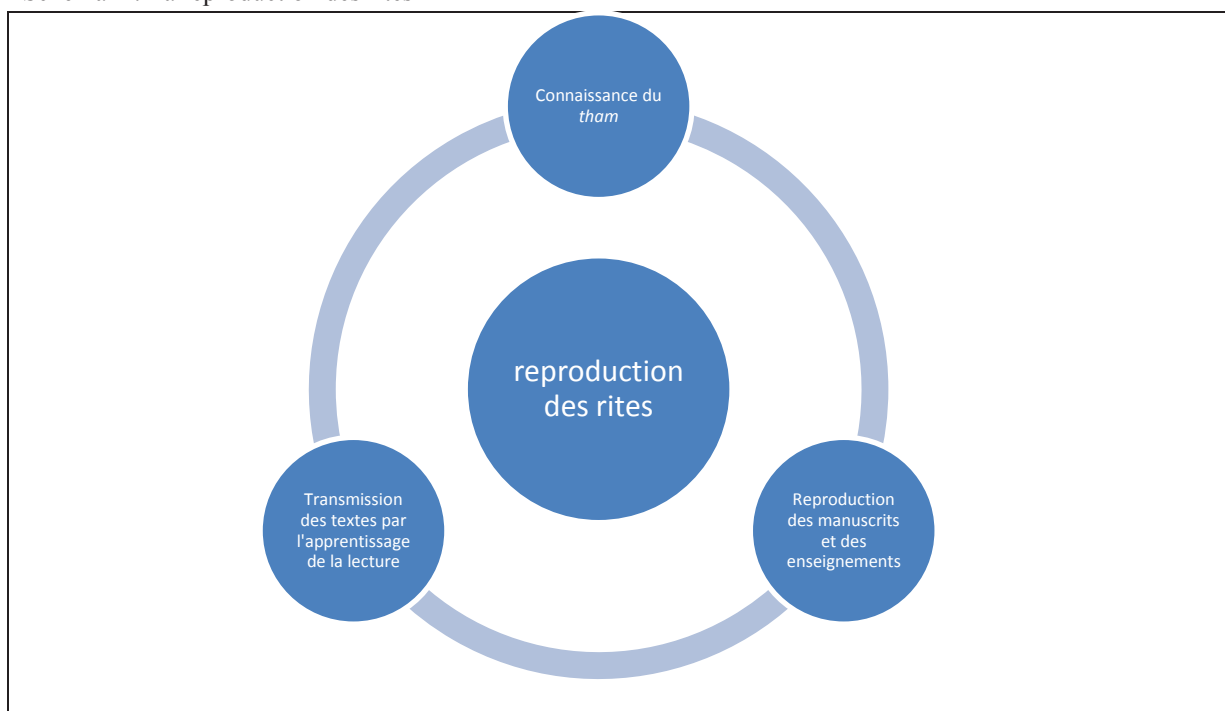 Connaissance du
tham
reproduction
des rites
Transmission
des textes par
l'apprentissage
de la lecture
Reproduction
des manuscrits
et des
enseignements